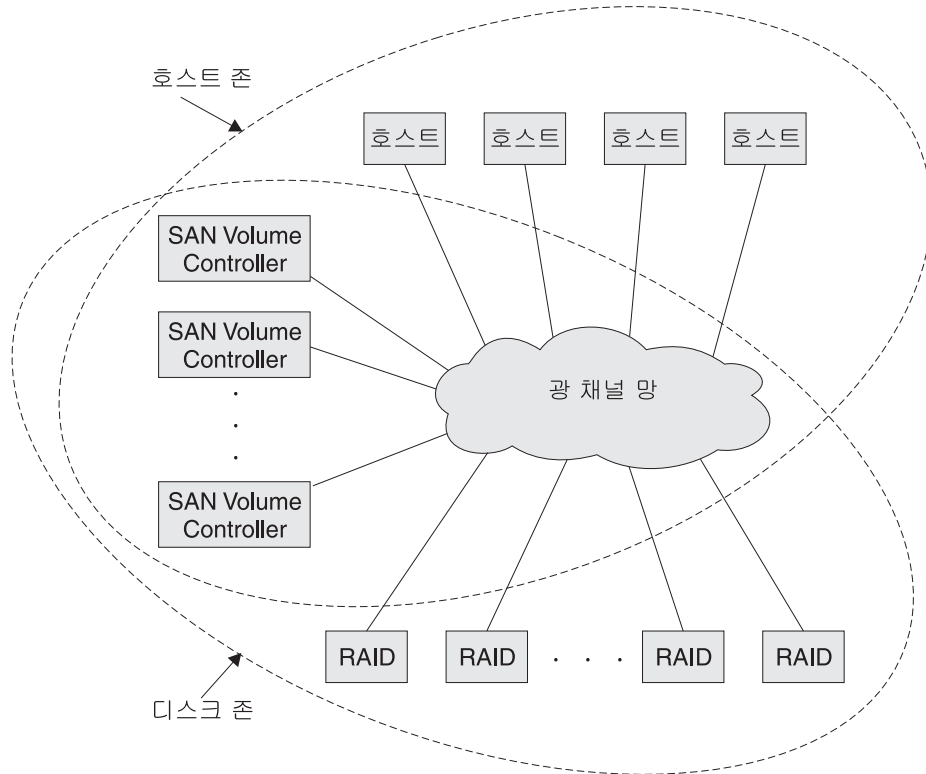 호스트 존
호스트 호스트 호스트 호스트
SAN Volume
Controller
SAN Volume
Controller
.
.
.
광 채널 망
SAN Volume
Controller
RAID RAID . . . RAID RAID
디스크 존